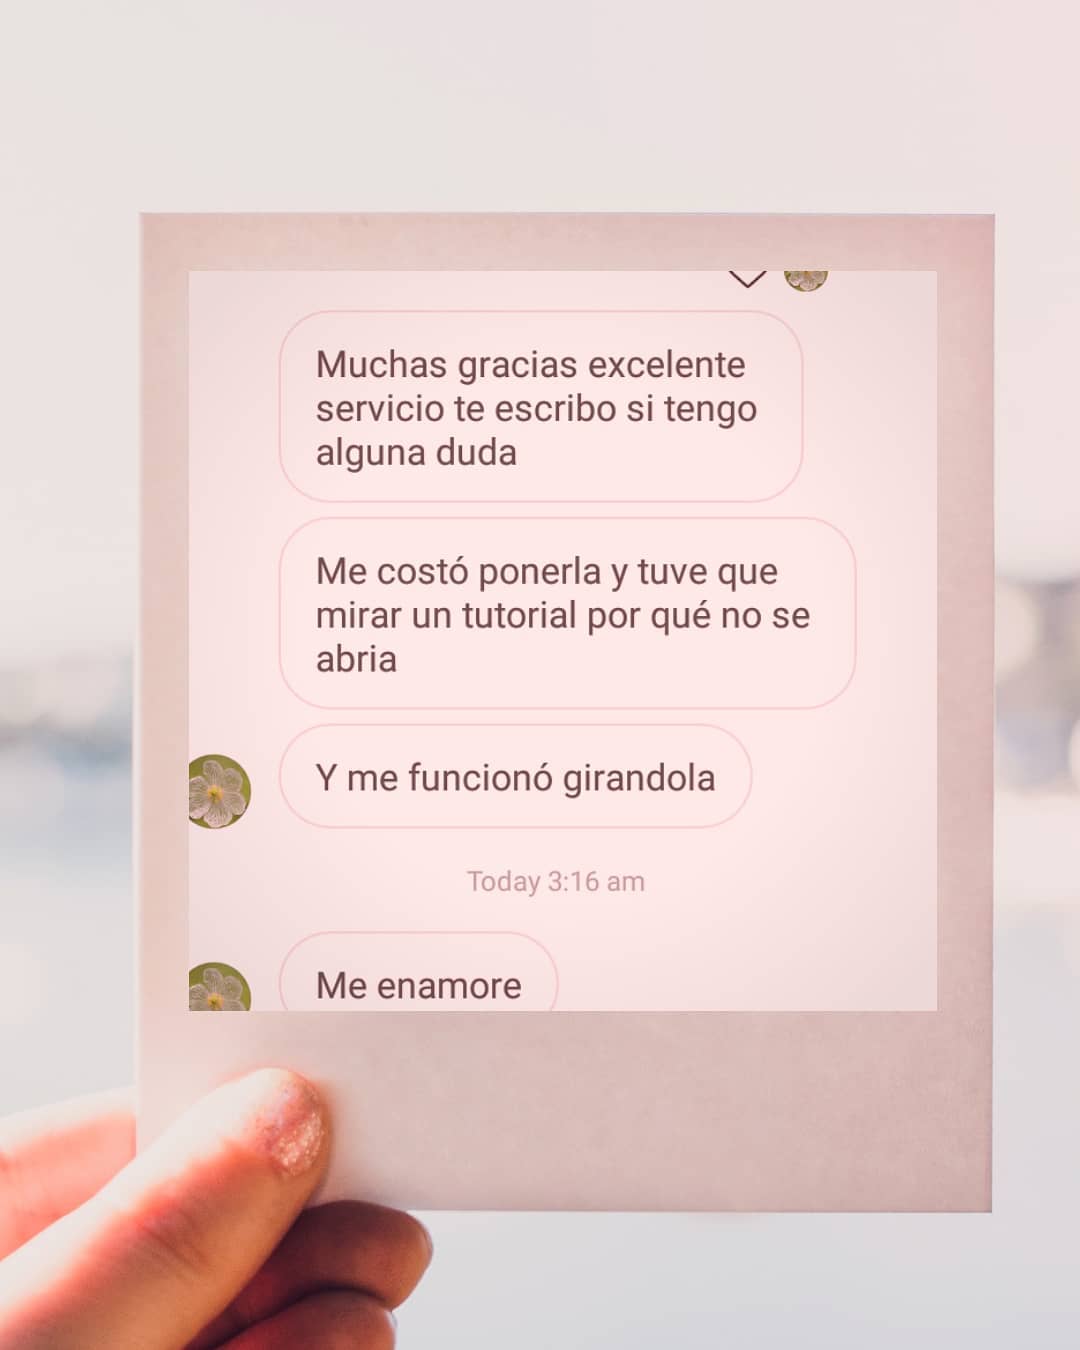 Muchas gracias excelente
servicio te escribo si tengo
alguna duda
Me costó ponerla y tuve que
mirar un tutorial por qué no se
abria
Y me funcionó girandola
Today 3:16 am
Me enamore